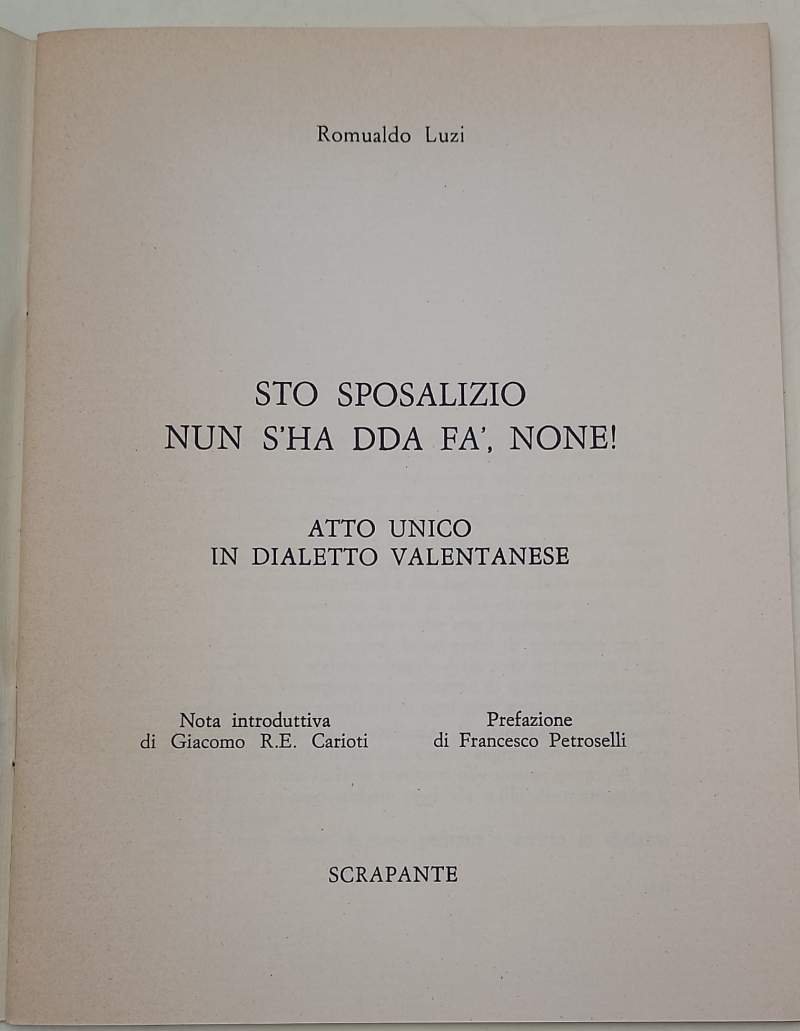 Romualdo Luzi
STO SPOSALIZIO
NUN S'HA DDA FA', NONE!
ATTO UNICO
IN DIALETTO VALENTANESE
Nota introduttiva
di Giacomo R.E. Carioti
Prefazione
di Francesco Petroselli
SCRAPANTE